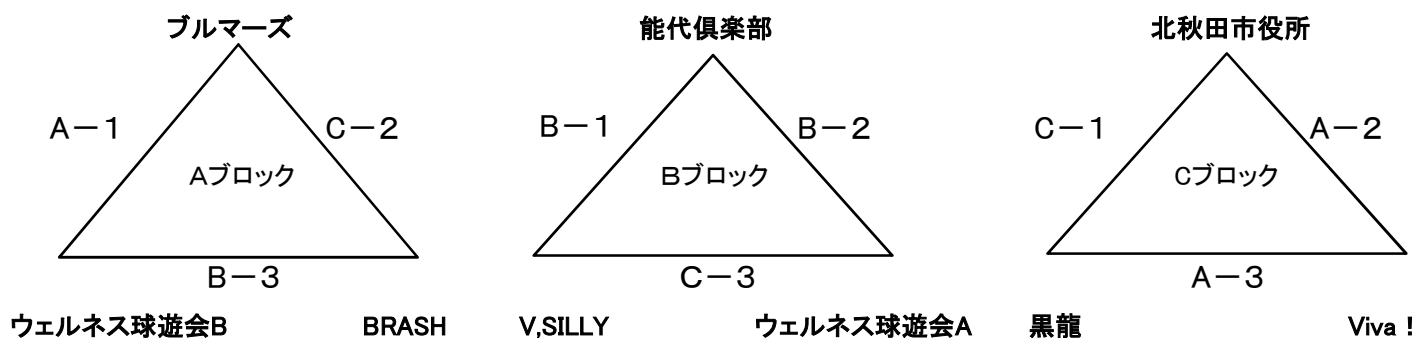 ブルマーズ 能代倶楽部 北秋田市役所
A－1 C－2 B－1 B－2 C－1 A－2
Aブロック Bブロック Cブロック
B－3 C－3 A－3
ウェルネス球遊会B BRASH V,SILLY ウェルネス球遊会A 黒龍 Viva !